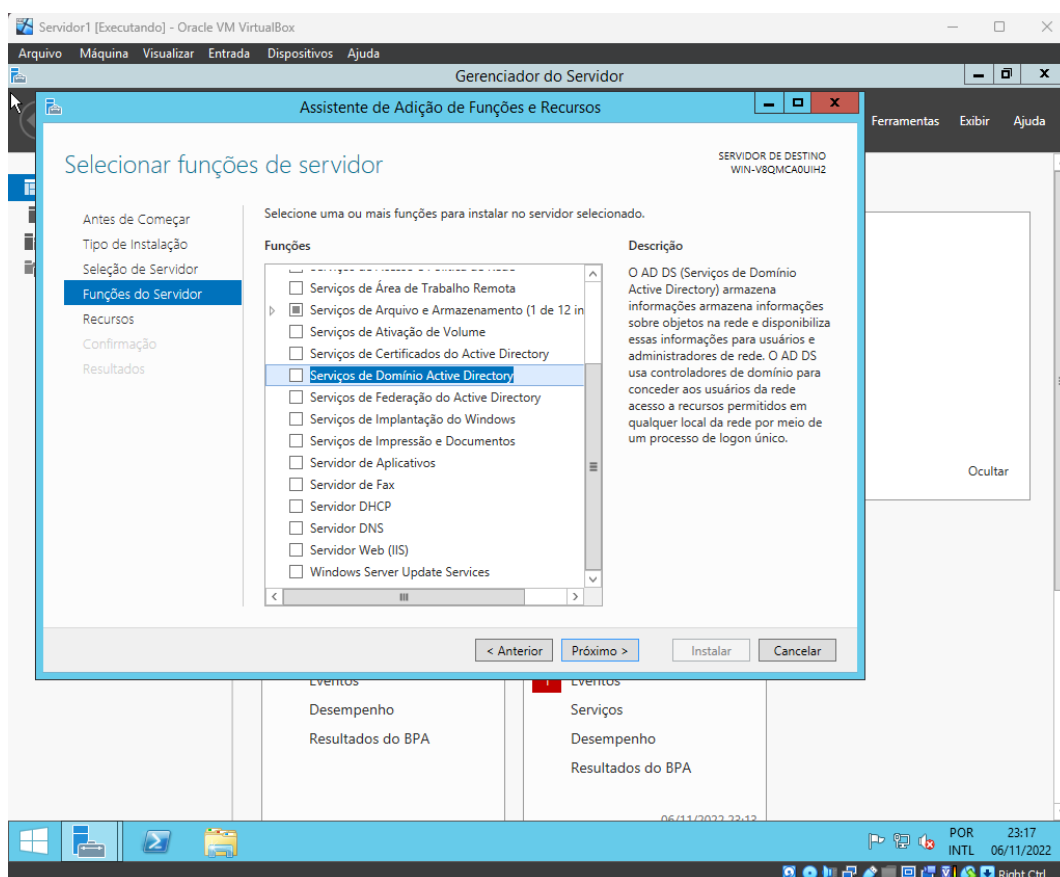 Servidor1 [Executando] - Oracle VM VirtualBox
Arquivo Máquina Visualizar Entrada Dispositivos Ajuda
Gerenciador do Servidor
Assistente de Adição de Funções e Recursos
Ferramentas Exibir Ajuda
Selecionar funções de servidor
SERVIDOR DE DESTINO
WIN-V8QMCA0UIH2
Antes de Começar
Tipo de Instalação
Seleção de Servidor
Funções do Servidor
Recursos
Confirmação
Resultados
Selecione uma ou mais funções para instalar no servidor selecionado.
Funções
Serviços de Área de Trabalho Remota
Serviços de Arquivo e Armazenamento (1 de 12 in
Serviços de Ativação de Volume
Serviços de Certificados do Active Directory
Serviços de Domínio Active Directory
Serviços de Federação do Active Directory
Serviços de Implantação do Windows
Serviços de Impressão e Documentos
Servidor de Aplicativos
Servidor de Fax
Servidor DHCP
Servidor DNS
Servidor Web (IIS)
Windows Server Update Services
Descrição
O AD DS (Serviços de Domínio
Active Directory) armazena
informações armazena informações
sobre objetos na rede e disponibiliza
essas informações para usuários e
administradores de rede. O AD DS
usa controladores de domínio para
conceder aos usuários da rede
acesso a recursos permitidos em
qualquer local da rede por meio de
um processo de logon único.
Ocultar
< Anterior Próximo > Instalar Cancelar
Eventos
Desempenho
Resultados do BPA
Eventos
Serviços
Desempenho
Resultados do BPA
06/11/2022 23:13
POR 23:17
INTL 06/11/2022
Right Ctrl